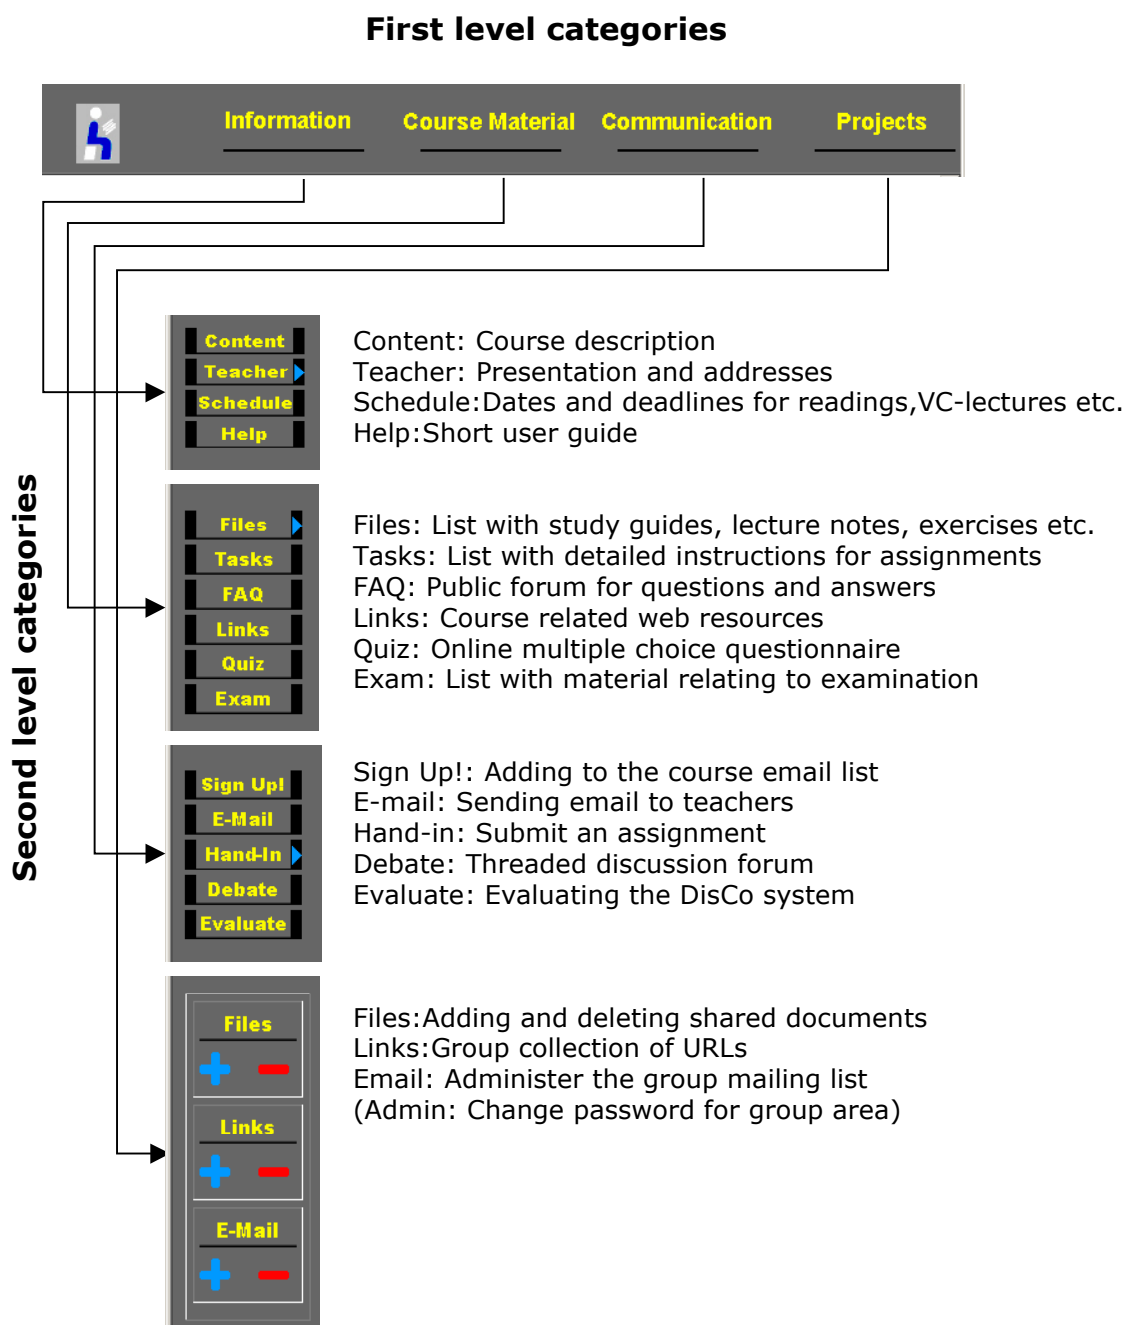 First level categories
Information Course Material Communication Projects
Second level categories
Content
Teacher
Schedule
Help
Content: Course description
Teacher: Presentation and addresses
Schedule:Dates and deadlines for readings,VC-lectures etc.
Help:Short user guide
Files
Tasks
FAQ
Links
Quiz
Exam
Files: List with study guides, lecture notes, exercises etc.
Tasks: List with detailed instructions for assignments
FAQ: Public forum for questions and answers
Links: Course related web resources
Quiz: Online multiple choice questionnaire
Exam: List with material relating to examination
Sign Up!
E-Mail
Hand-In
Debate
Evaluate
Sign Up!: Adding to the course email list
E-mail: Sending email to teachers
Hand-in: Submit an assignment
Debate: Threaded discussion forum
Evaluate: Evaluating the DisCo system
Files
Links
E-Mail
Files:Adding and deleting shared documents
Links:Group collection of URLs
Email: Administer the group mailing list
(Admin: Change password for group area)